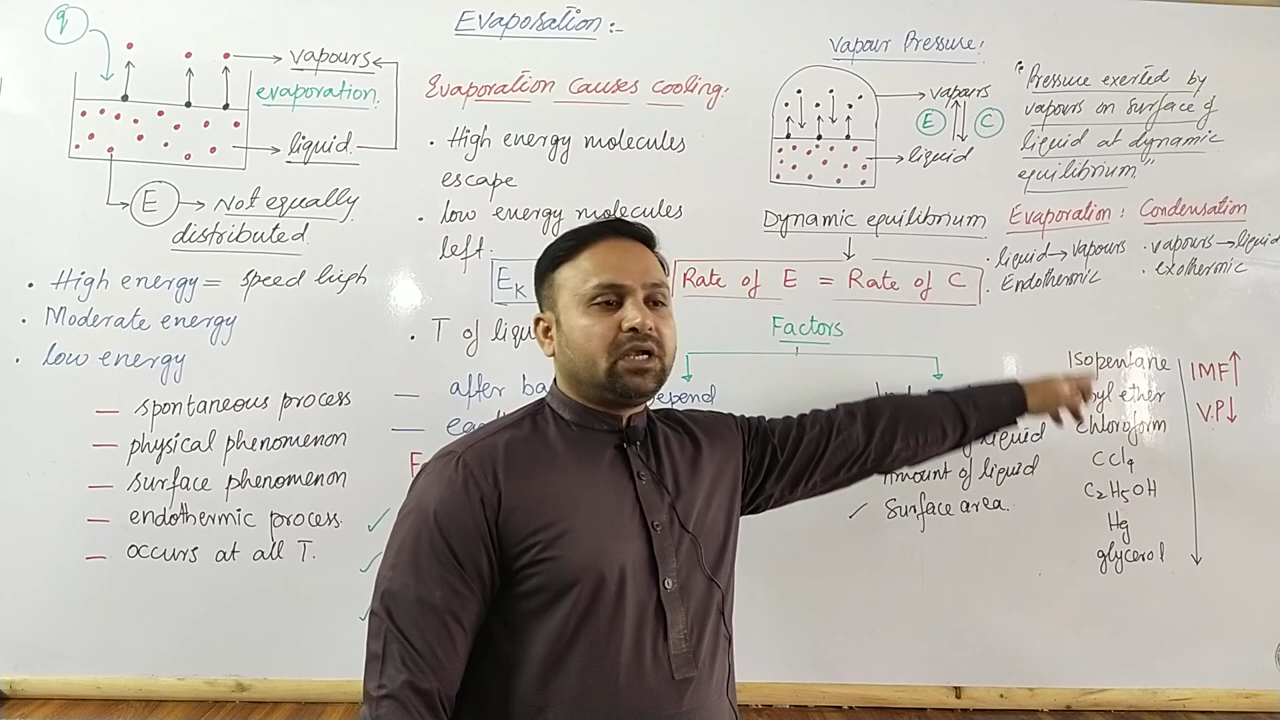 Evaporation:-
q
vapours
evaporation.
liquid.
E → Not equally
distributed.
• High energy = speed high
• Moderate energy
• low energy
— spontaneous process
— physical phenomenon
— surface phenomenon
— endothermic process. ✓
— occurs at all T. ✓
✓
Evaporation causes cooling:
• High energy molecules
escape
• low energy molecules
left.
EK
• T of
— after
—
Vapour Pressure:
vapours
E ⇅ C
liquid
Dynamic equilibrium
Rate of E = Rate of C
"Pressure exerted by
vapours on surface of
liquid at dynamic
equilibrium"
Evaporation: Condensation
• liquid → vapours • vapours → liquid
• Endothermic • exothermic
Factors
depend
liquid
Amount of liquid
✓ Surface area.
Isopentane
ether
chloroform
CCl4
C2H5OH
Hg
glycerol
IMF↑
V.P↓